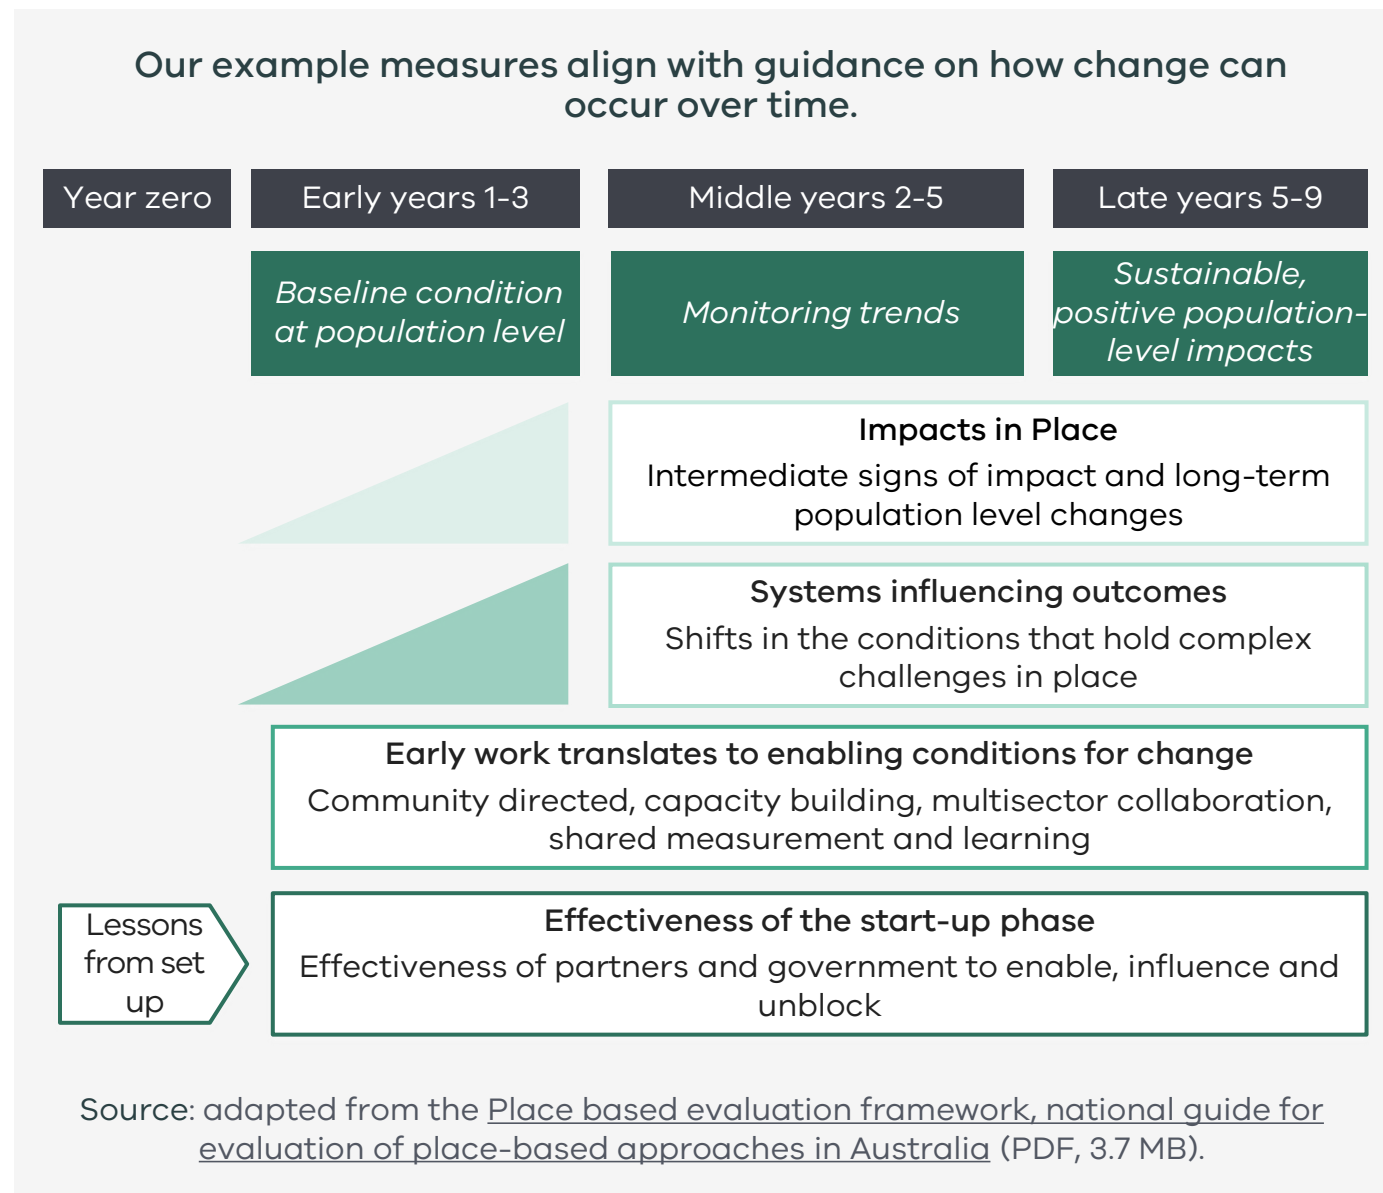 Our example measures align with guidance on how change can
occur over time.
Year zero
Early years 1-3
Middle years 2-5
Late years 5-9
Baseline condition
at population level
Monitoring trends
Sustainable,
positive population-
level impacts
Impacts in Place
Intermediate signs of impact and long-term
population level changes
Systems influencing outcomes
Shifts in the conditions that hold complex
challenges in place
Early work translates to enabling conditions for change
Community directed, capacity building, multisector collaboration,
shared measurement and learning
Lessons
from set
up
Effectiveness of the start-up phase
Effectiveness of partners and government to enable, influence and
unblock
Source: adapted from the Place based evaluation framework, national guide for
evaluation of place-based approaches in Australia (PDF, 3.7 MB).